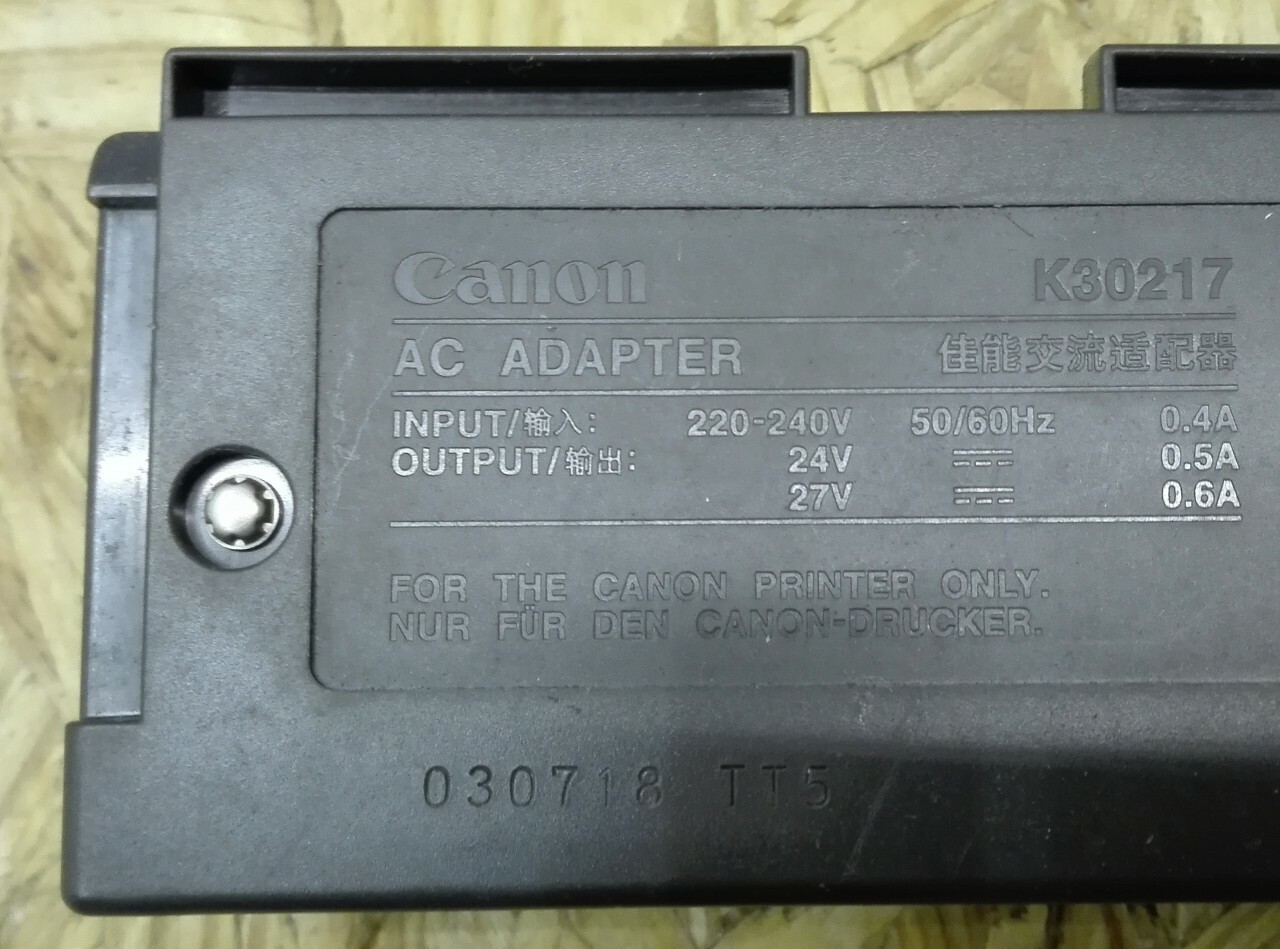 Canon K30217
AC ADAPTER 佳能交流适配器
INPUT/输入: 220-240V 50/60Hz 0.4A
OUTPUT/输出: 24V ⎓ 0.5A
27V ⎓ 0.6A
FOR THE CANON PRINTER ONLY.
NUR FÜR DEN CANON-DRUCKER.
030718 TT5